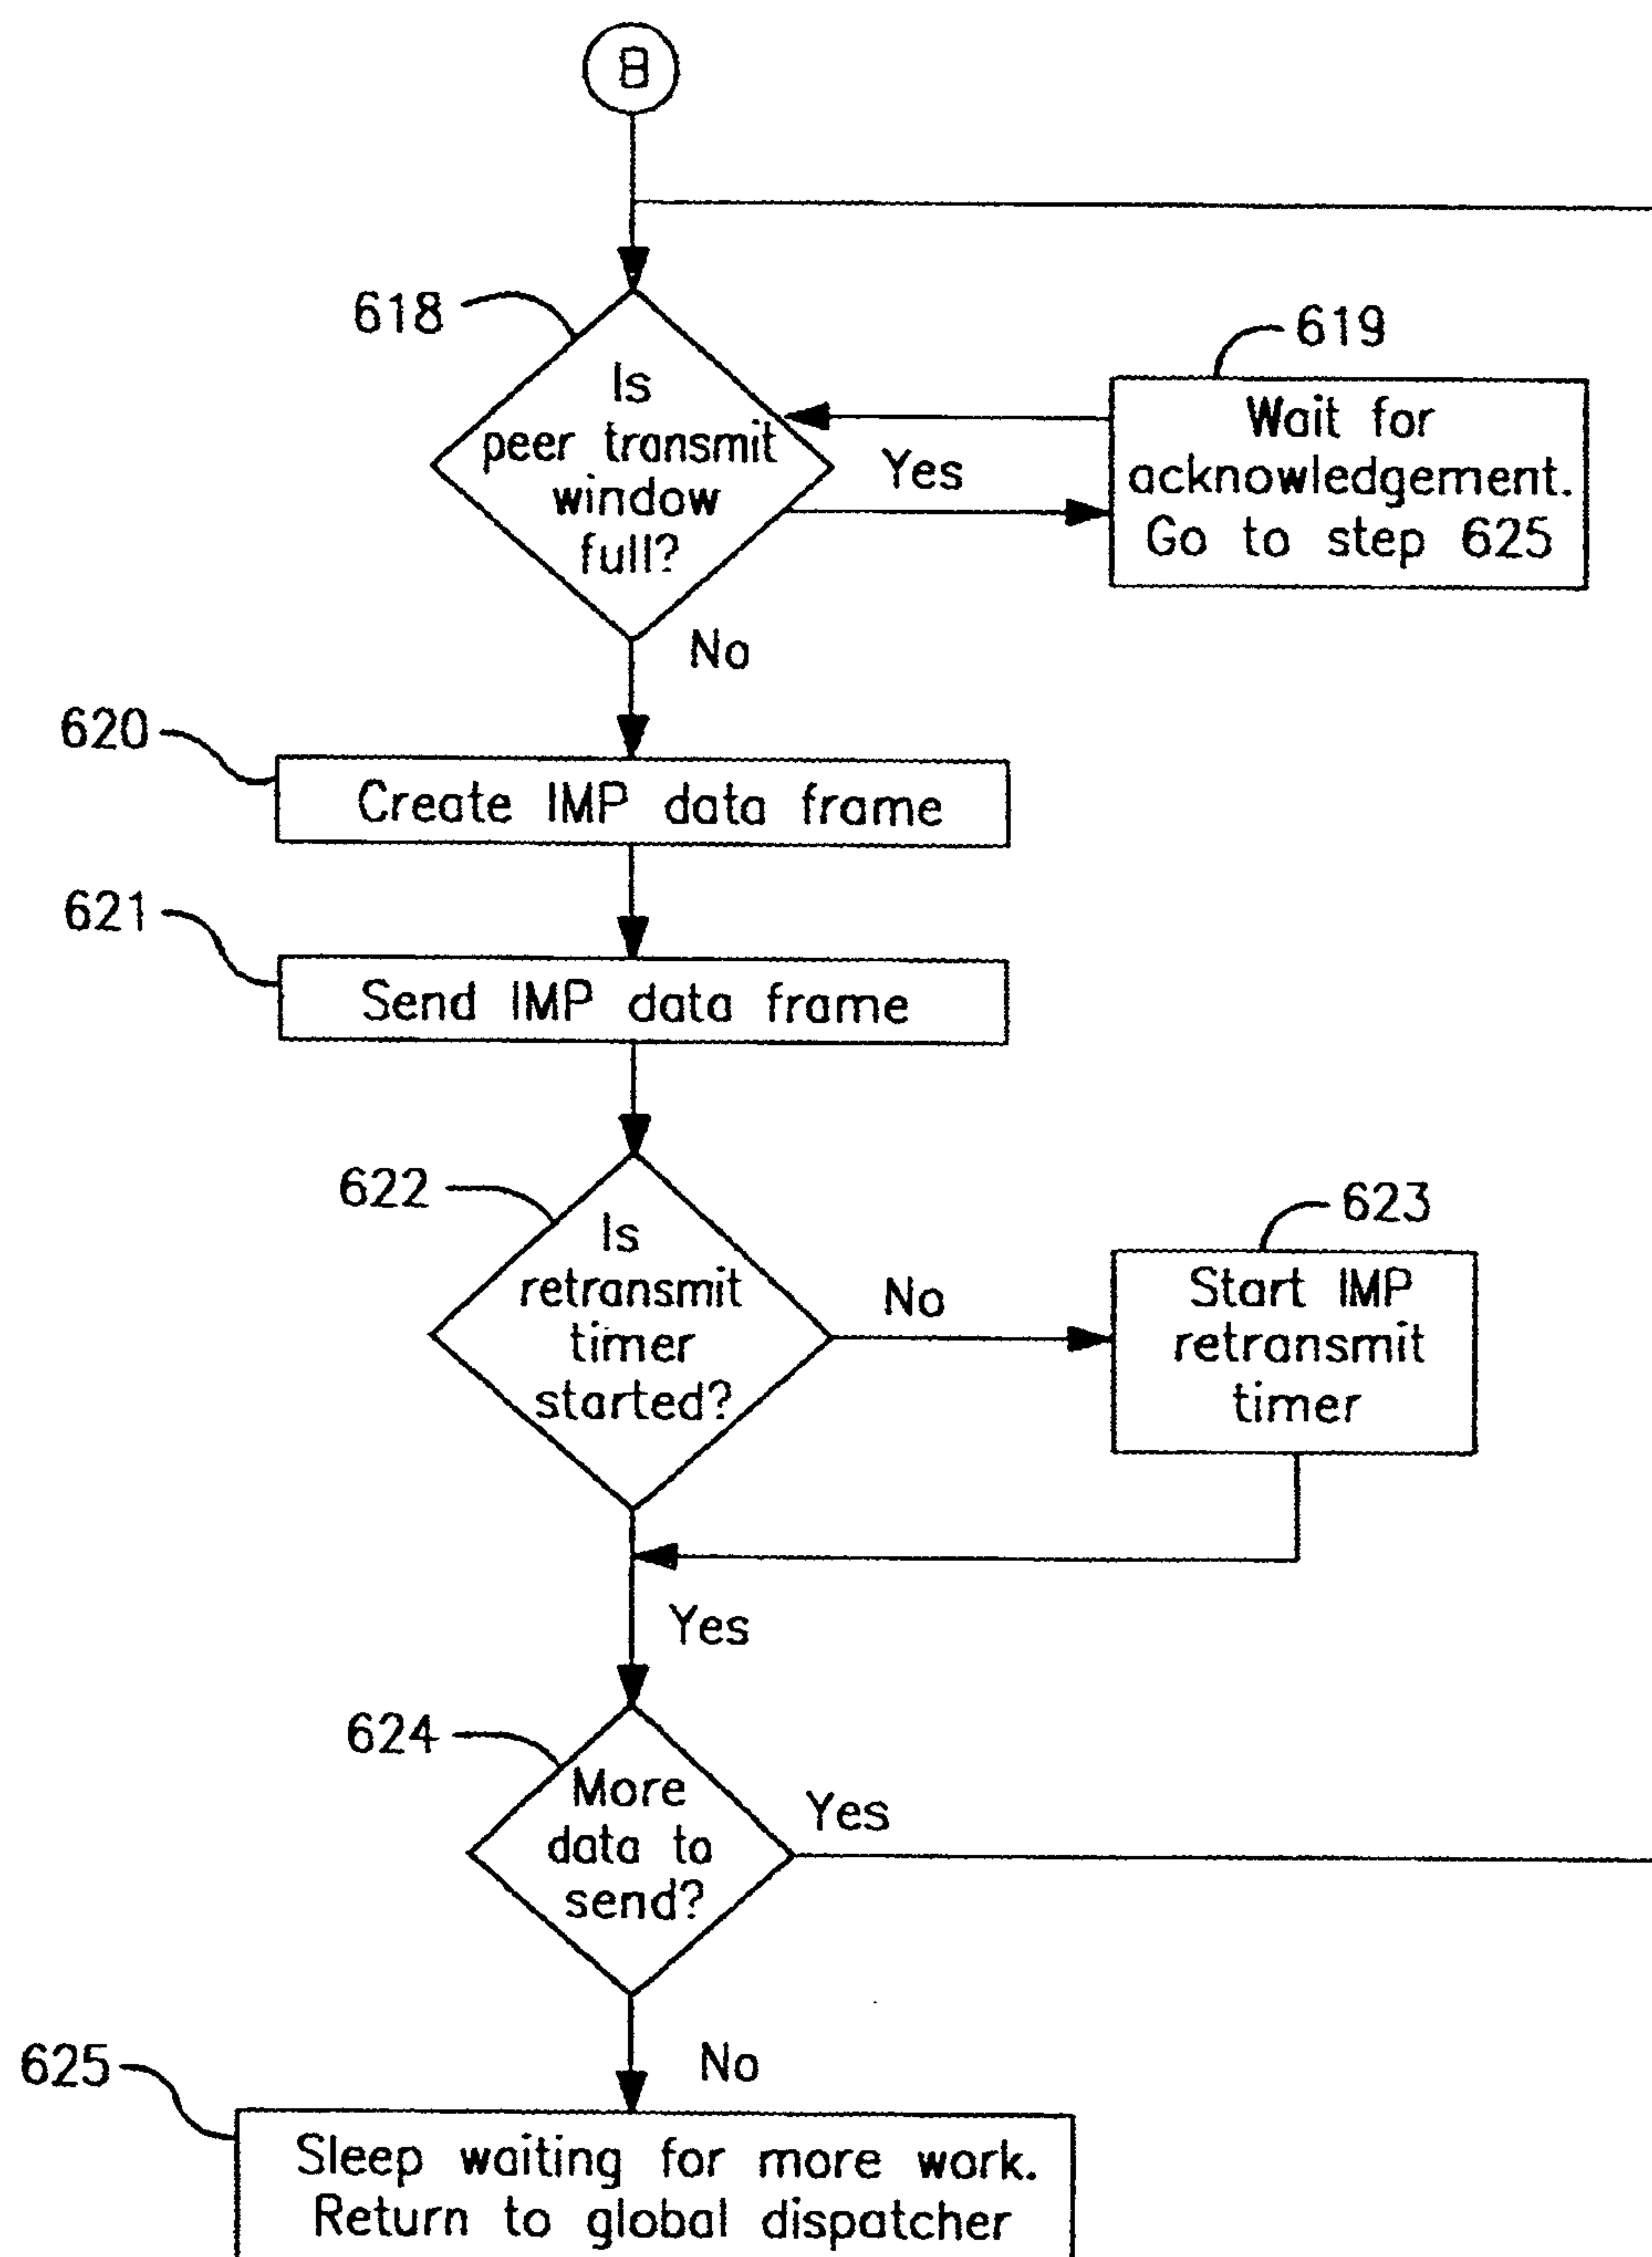 B
618
Is
peer transmit
window
full?
Yes
619
Wait for
acknowledgement.
Go to step 625
No
620
Create IMP data frame
621
Send IMP data frame
622
Is
retransmit
timer
started?
No
623
Start IMP
retransmit
timer
Yes
624
More
data to
send?
Yes
No
625
Sleep waiting for more work.
Return to global dispatcher